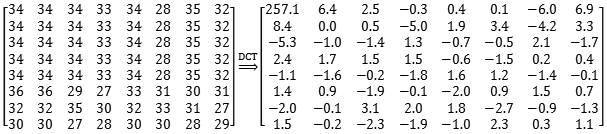 34 34 34 33 34 28 35 32 257.1 6.4 2.5 −0.3 0.4 0.1 −6.0 6.9
34 34 34 33 34 28 35 32 8.4 0.0 0.5 −5.0 1.9 3.4 −4.2 3.3
34 34 34 33 34 28 35 32 −5.3 −1.0 −1.4 1.3 −0.7 −0.5 2.1 −1.7
34 34 34 33 34 28 35 32 DCT ⟹ 2.4 1.7 1.5 1.5 −0.6 −1.5 0.2 0.4
34 34 34 33 34 28 35 32 −1.1 −1.6 −0.2 −1.8 1.6 1.2 −1.4 −0.1
36 36 29 27 33 31 30 31 1.4 0.9 −1.9 −0.1 −2.0 0.9 1.5 0.7
32 32 35 30 32 33 31 27 −2.0 −0.1 3.1 2.0 1.8 −2.7 −0.9 −1.3
30 30 27 28 30 30 28 29 1.5 −0.2 −2.3 −1.9 −1.0 2.3 0.3 1.1